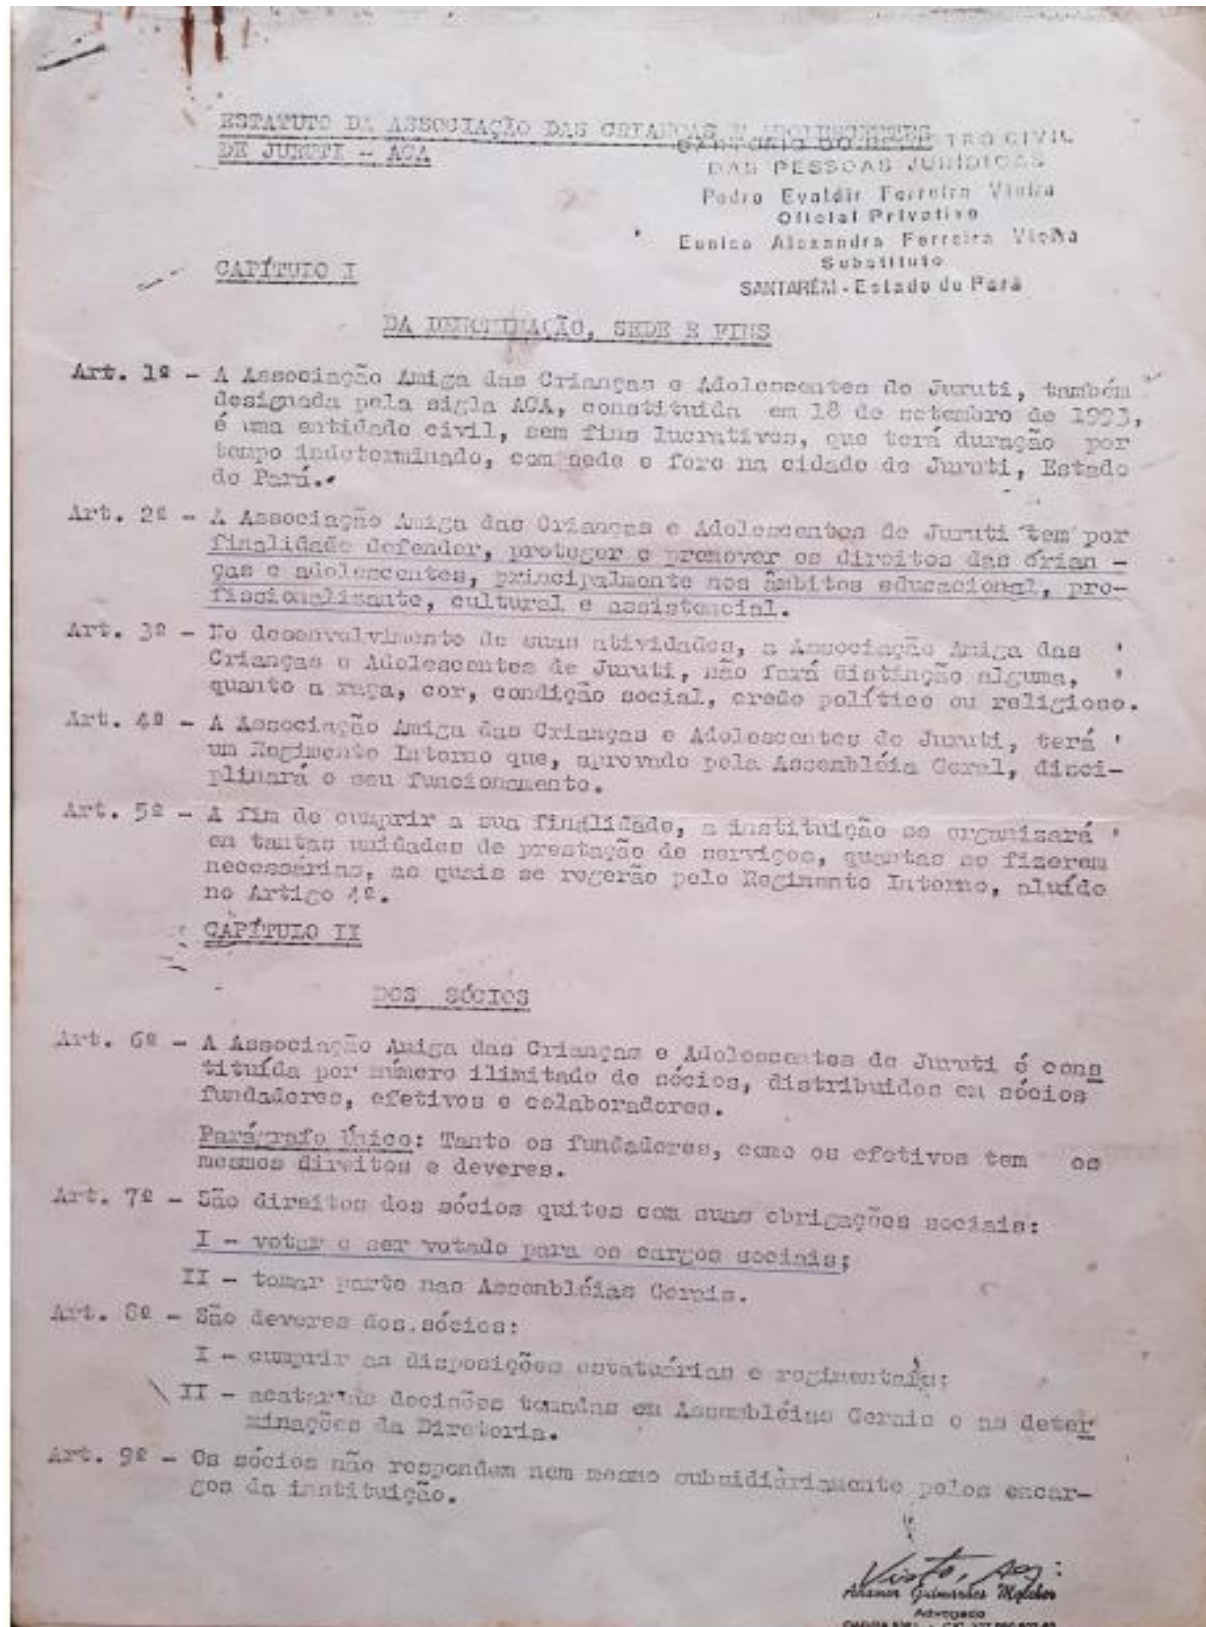 ESTATUTO DA ASSOCIAÇÃO DAS CRIANÇAS E ADOLESCENTES
DE JURUTI - ACA
CARTORIO DO REGISTRO CIVIL
DAS PESSOAS JURÍDICAS
Pedro Evaldir Ferreira Vieira
Oficial Privativo
Eunice Alexandra Ferreira Vieira
Substituto
SANTARÉM - Estado do Pará
CAPÍTULO I
DA DENOMINAÇÃO, SEDE E FINS
Art. 1º - A Associação Amiga das Crianças e Adolescentes de Juruti, também
designada pela sigla ACA, constituida em 18 de setembro de 1993,
é uma entidade civil, sem fins lucrativos, que terá duração por
tempo indeterminado, com sede e foro na cidade de Juruti, Estado
do Pará.
Art. 2º - A Associação Amiga das Crianças e Adolescentes de Juruti tem por
finalidade defender, proteger e promover os direitos das crian -
ças e adolescentes, principalmente nos âmbitos educacional, pro-
fissionalizante, cultural e assistencial.
Art. 3º - No desenvolvimento de suas atividades, a Associação Amiga das '
Crianças e Adolescentes de Juruti, não fará distinção alguma, '
quanto a raça, cor, condição social, credo político ou religioso.
Art. 4º - A Associação Amiga das Crianças e Adolescentes de Juruti, terá '
um Regimento Interno que, aprovado pela Assembléia Geral, disci-
plinará o seu funcionamento.
Art. 5º - A fim de cumprir a sua finalidade, a instituição se organizará '
em tantas unidades de prestação de serviços, quantas se fizerem
necessárias, as quais se regerão pelo Regimento Interno, aluído
no Artigo 4º.
CAPÍTULO II
DOS SÓCIOS
Art. 6º - A Associação Amiga das Crianças e Adolescentes de Juruti é cons
tituída por número ilimitado de sócios, distribuidos em sócios
fundadores, efetivos e colaboradores.
Parágrafo Único: Tanto os fundadores, como os efetivos tem os
mesmos direitos e deveres.
Art. 7º - São direitos dos sócios quites com suas obrigações sociais:
I - votar e ser votado para os cargos sociais;
II - tomar parte nas Assembléias Gerais.
Art. 8º - São deveres dos sócios:
I - cumprir as disposições estatuárias e regimentais;
II - acatar as decisões tomadas em Assembléias Gerais e as deter
minações da Diretoria.
Art. 9º - Os sócios não respondem nem mesmo subsidiàriamente pelos encar-
gos da instituição.
Visto,
Guimarães
Advogado